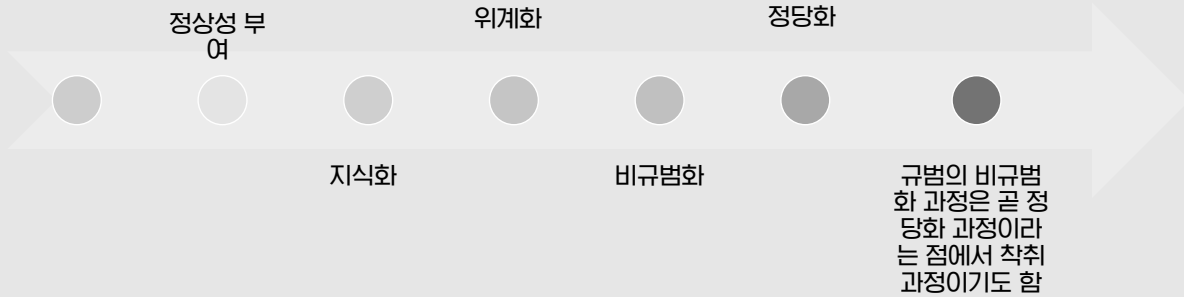 정상성 부
여
지식화
위계화
비규범화
정당화
규범의 비규범
화 과정은 곧 정
당화 과정이라
는 점에서 착취
과정이기도 함